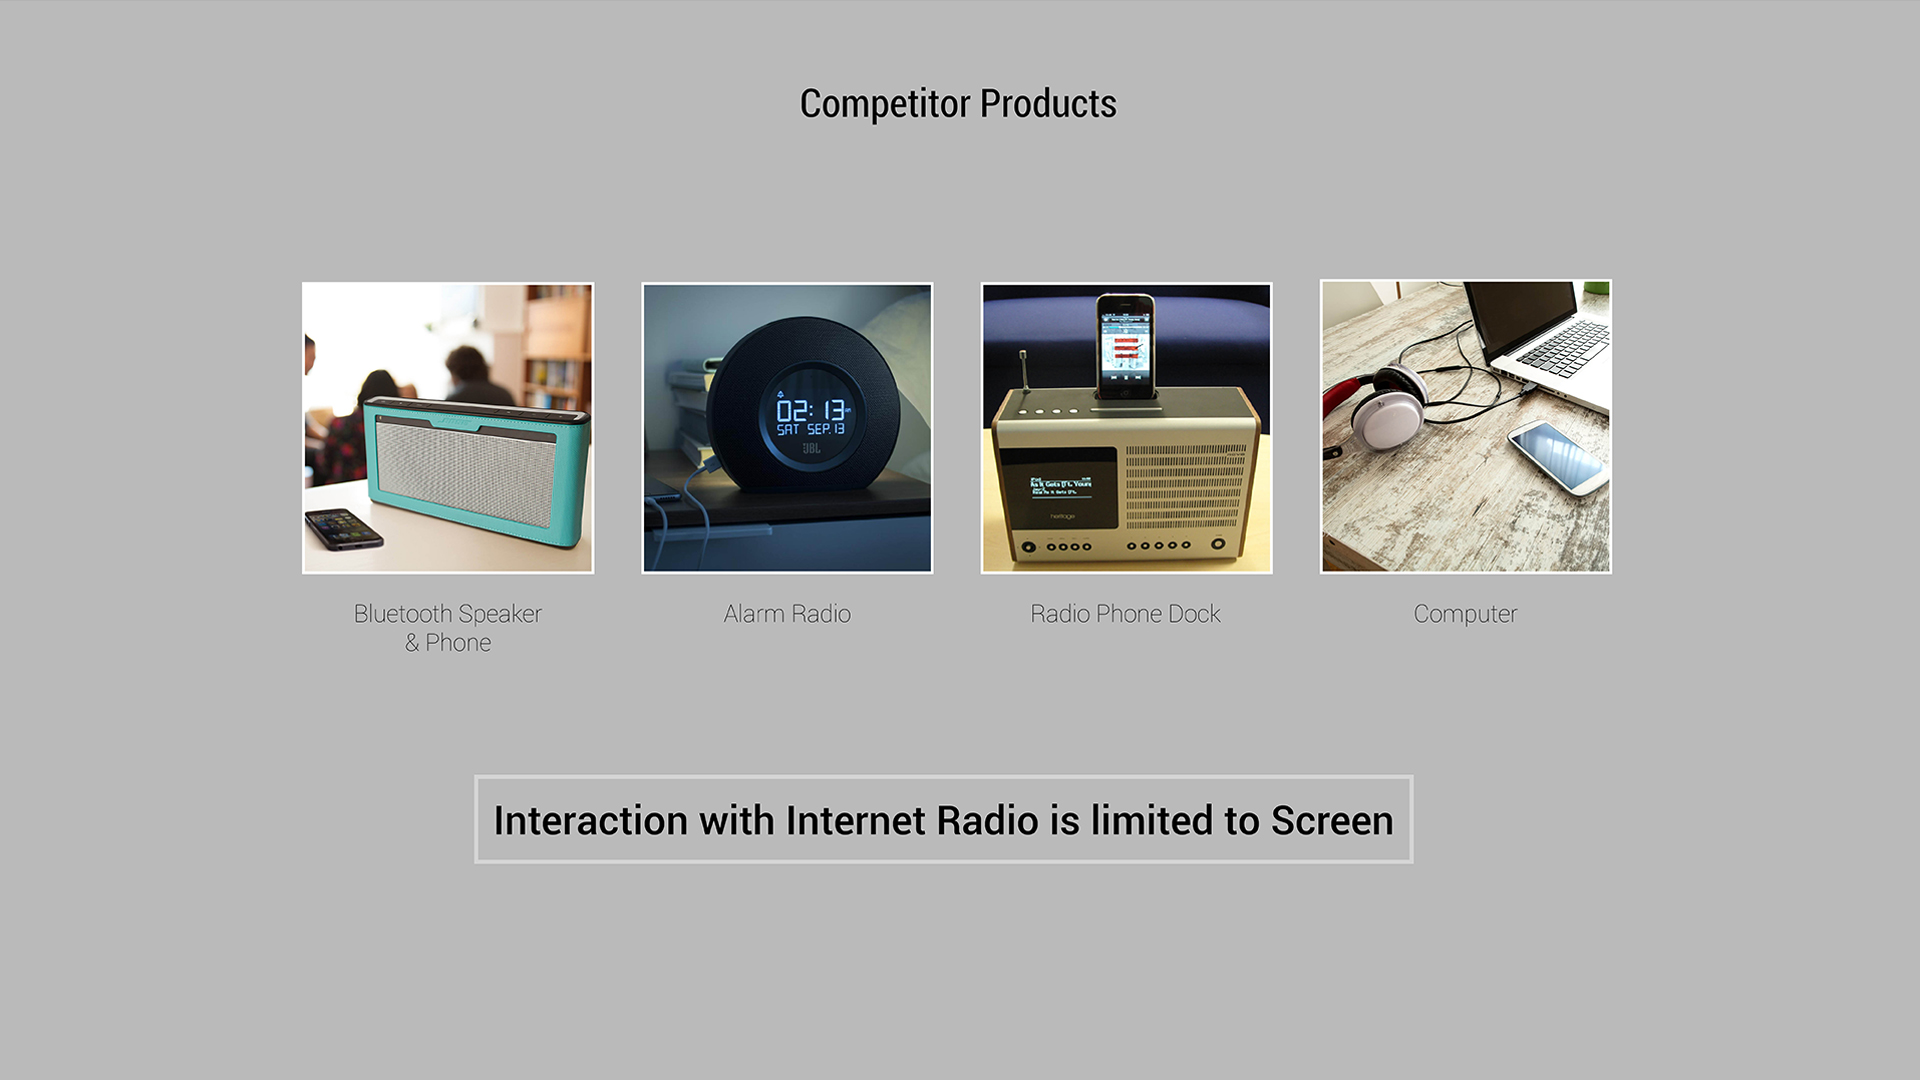 Competitor Products
02:13
SAT SEP.13
JBL
heritage
Bluetooth Speaker
& Phone
Alarm Radio
Radio Phone Dock
Computer
Interaction with Internet Radio is limited to Screen